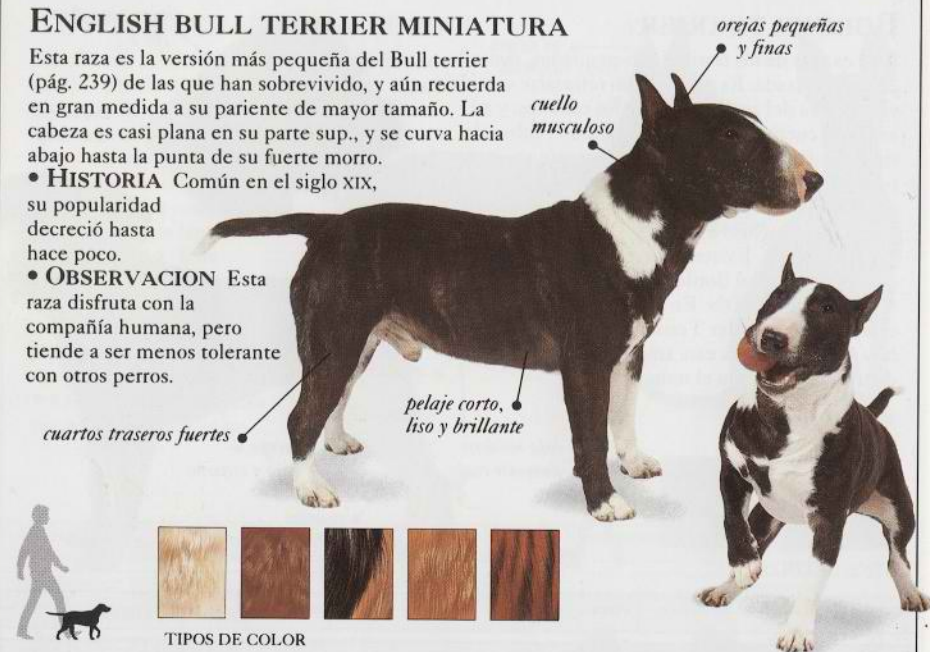 ENGLISH BULL TERRIER MINIATURA
Esta raza es la versión más pequeña del Bull terrier
(pág. 239) de las que han sobrevivido, y aún recuerda
en gran medida a su pariente de mayor tamaño. La
cabeza es casi plana en su parte sup., y se curva hacia
abajo hasta la punta de su fuerte morro.
• HISTORIA Común en el siglo XIX,
su popularidad
decreció hasta
hace poco.
• OBSERVACION Esta
raza disfruta con la
compañía humana, pero
tiende a ser menos tolerante
con otros perros.
orejas pequeñas
y finas
cuello
musculoso
pelaje corto,
liso y brillante
cuartos traseros fuertes
TIPOS DE COLOR